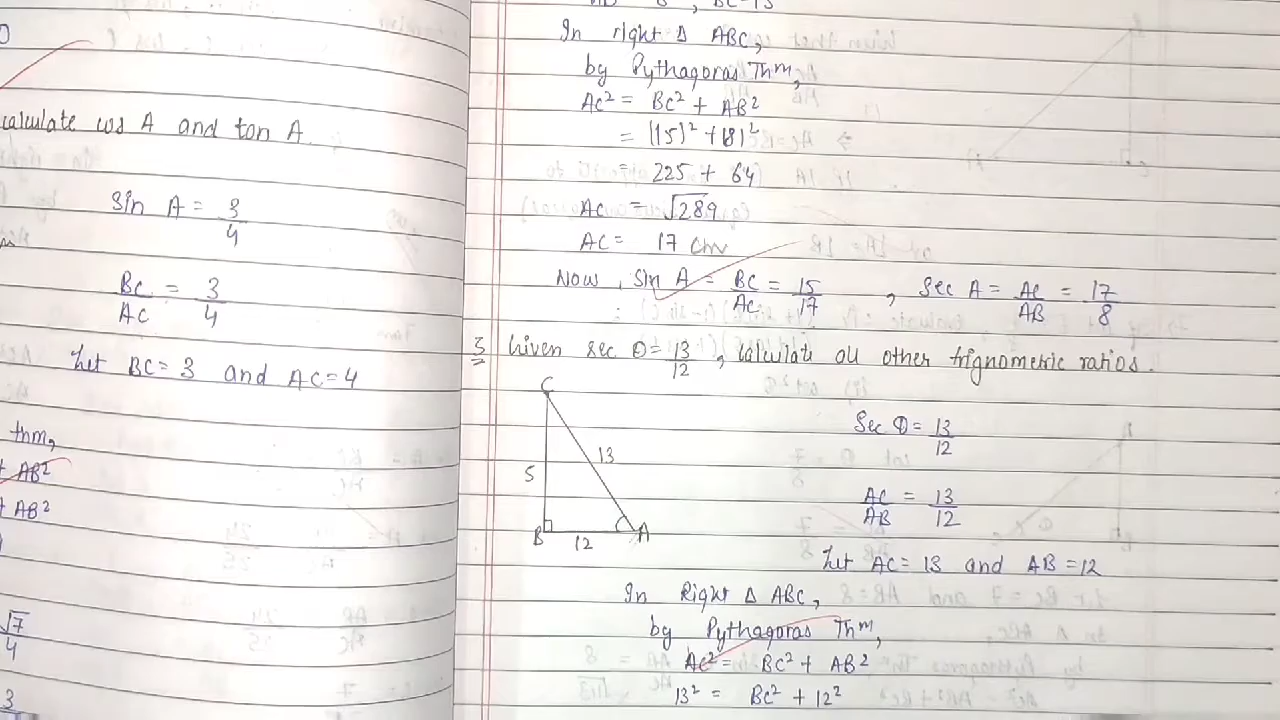 calculate cos A and tan A.
Sin A = 3/4
BC/AC = 3/4
Let BC = 3 and AC = 4
thm,
+ AB²
+ AB²
√7/4
3
BC = 15
In right Δ ABC,
by Pythagoras Thm,
AC² = BC² + AB²
= (15)² + (8)²
= 225 + 64
AC = √289
AC = 17 cm
Now, Sin A = BC/AC = 15/17 , Sec A = AC/AB = 17/8
3 Given sec θ = 13/12, calculate all other trignometric ratios.
C
5
13
B
12
A
Sec θ = 13/12
AC/AB = 13/12
Let AC = 13 and AB = 12
In Right Δ ABC,
by Pythagoras Thm,
AC² = BC² + AB²
13² = BC² + 12²